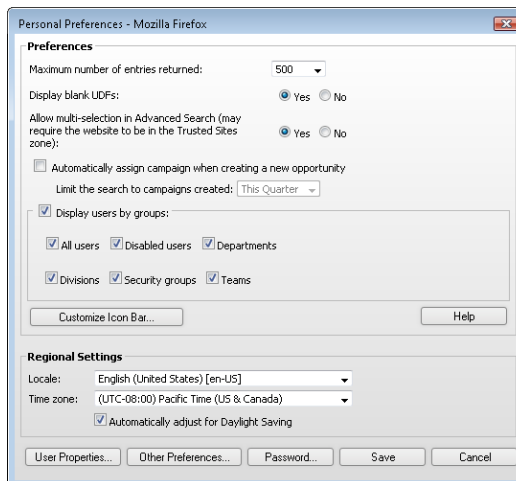 Personal Preferences - Mozilla Firefox
Preferences
Maximum number of entries returned: 500
Display blank UDFs: Yes No
Allow multi-selection in Advanced Search (may
require the website to be in the Trusted Sites Yes No
zone):
Automatically assign campaign when creating a new opportunity
Limit the search to campaigns created: This Quarter
Display users by groups:
All users Disabled users Departments
Divisions Security groups Teams
Customize Icon Bar... Help
Regional Settings
Locale: English (United States) [en-US]
Time zone: (UTC-08:00) Pacific Time (US & Canada)
Automatically adjust for Daylight Saving
User Properties... Other Preferences... Password... Save Cancel